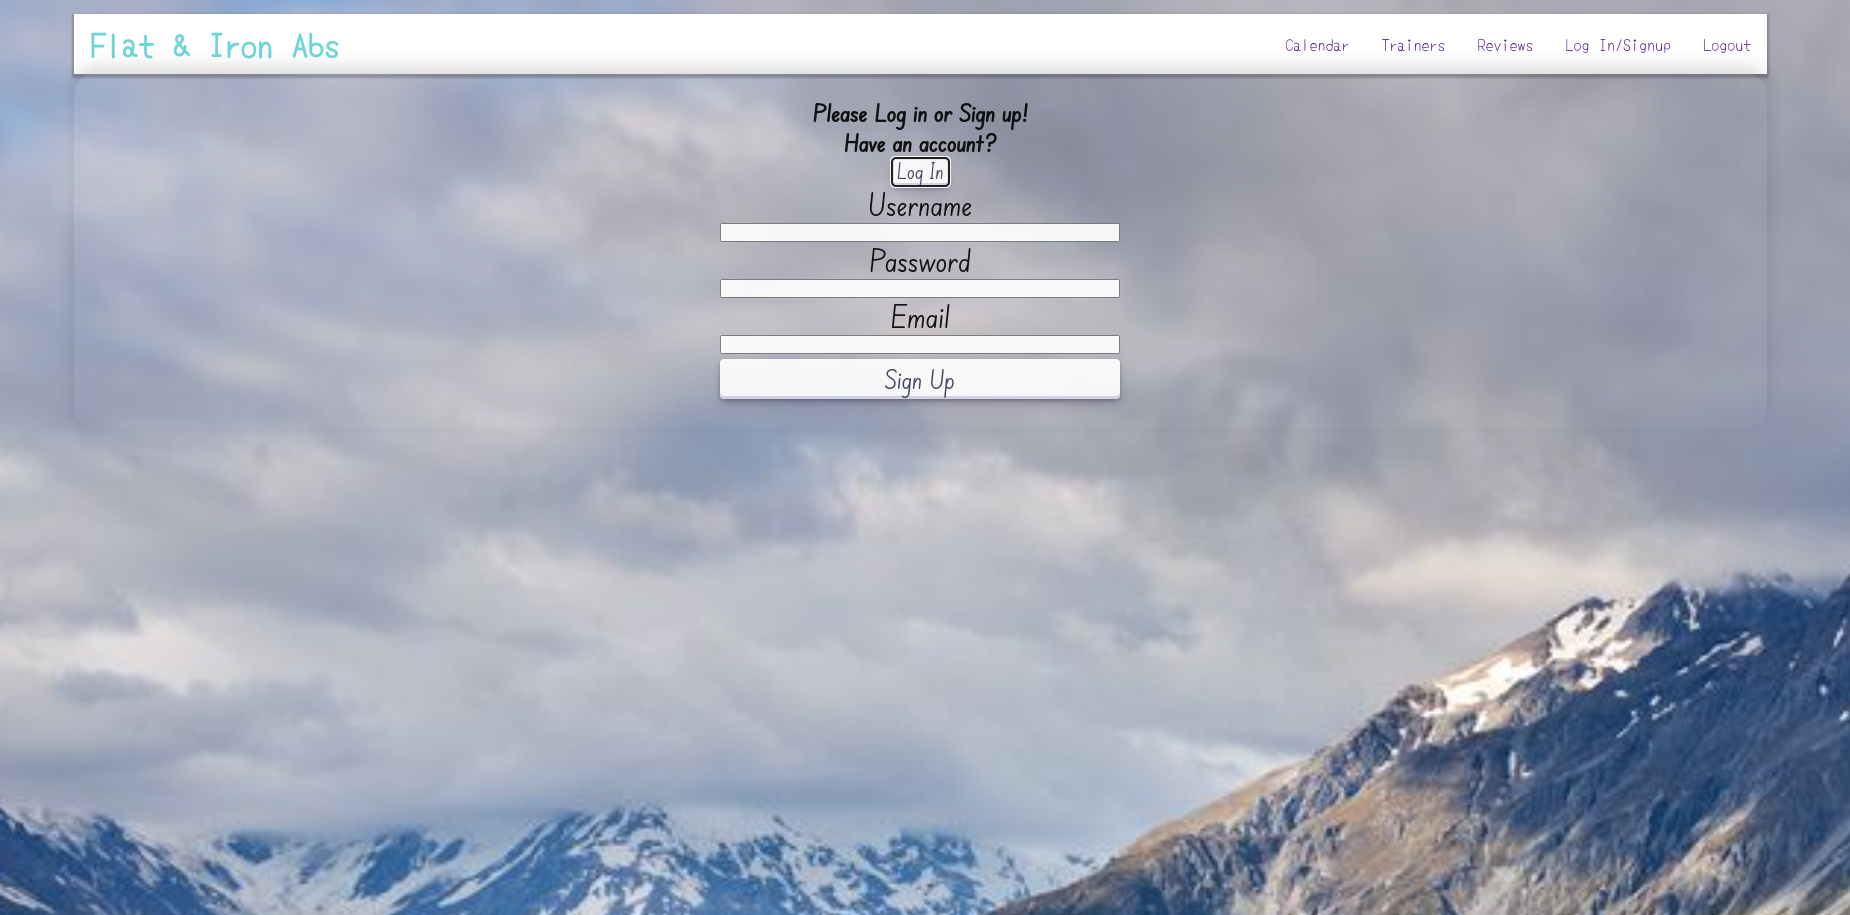 Flat & Iron Abs
Calendar Trainers Reviews Log In/Signup Logout
Please Log in or Sign up!
Have an account?
Log In
Username
Password
Email
Sign Up